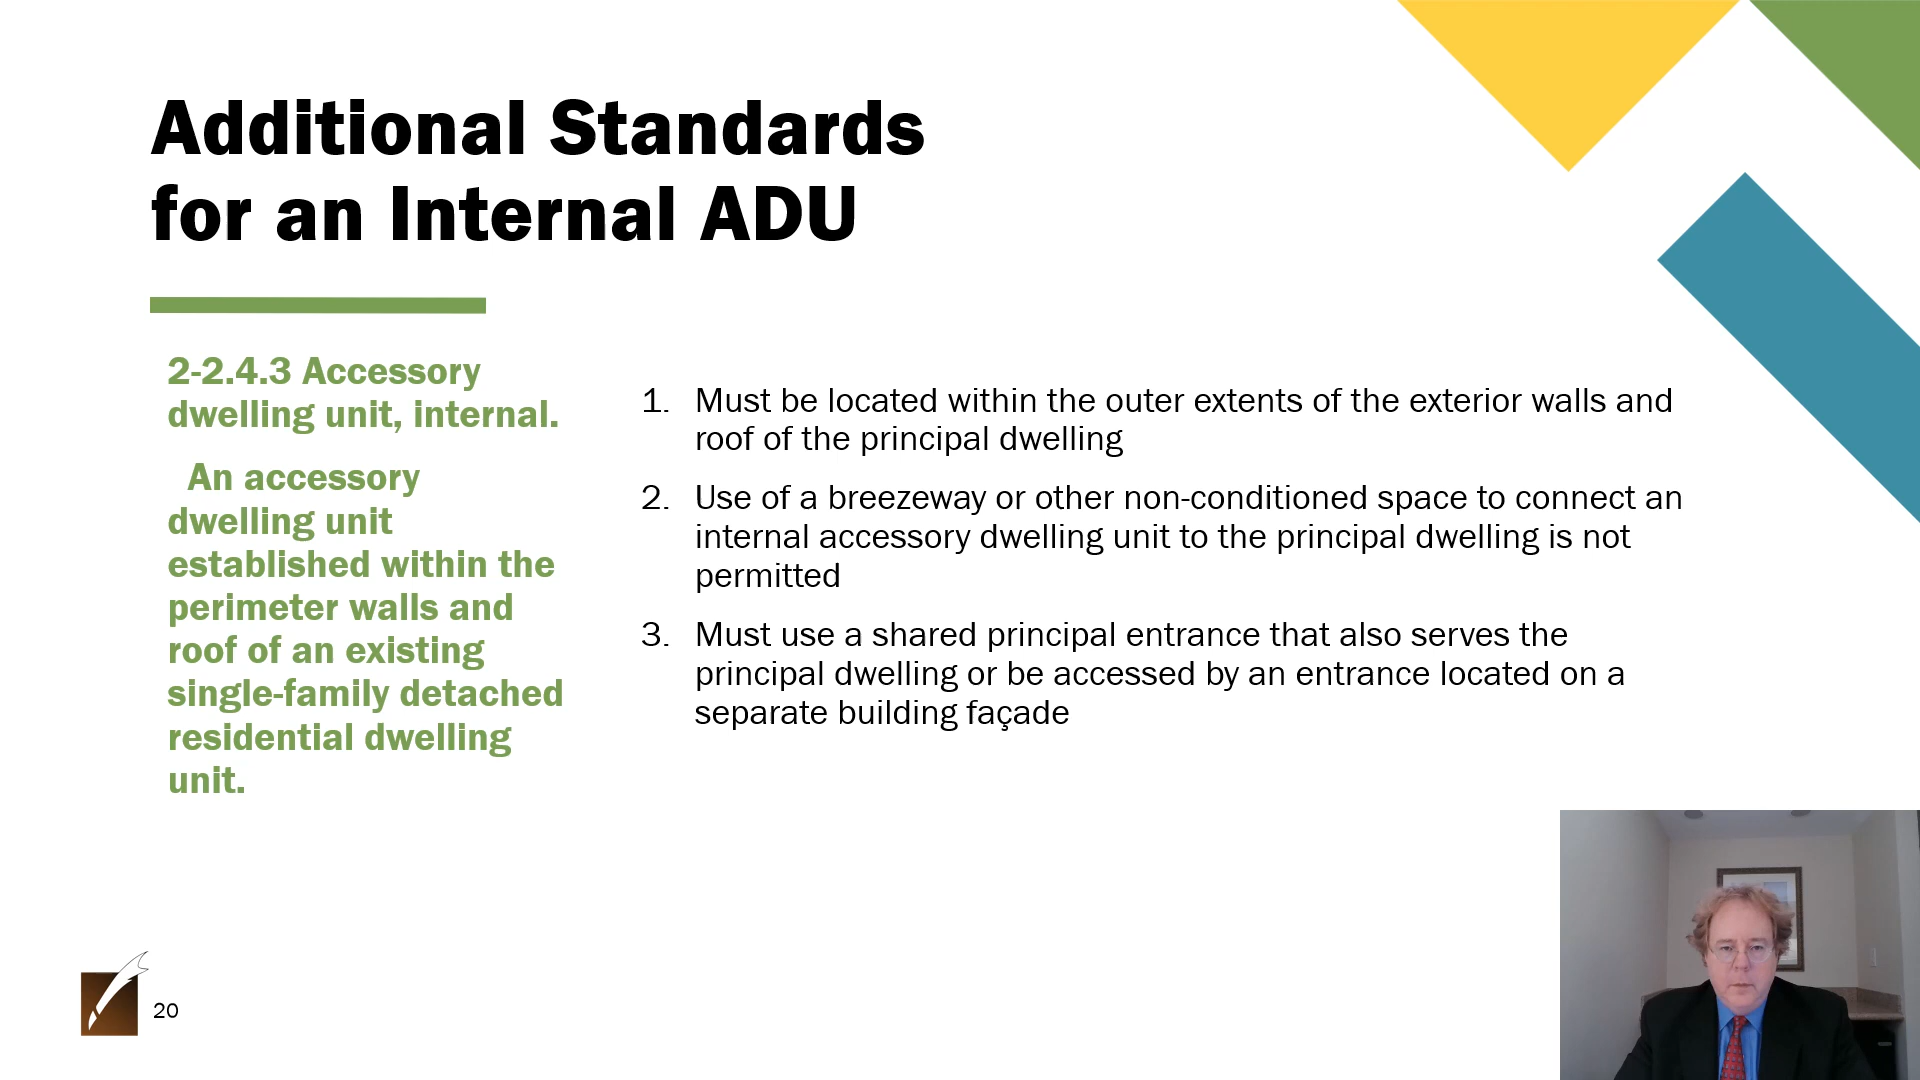 Additional Standards
for an Internal ADU
2-2.4.3 Accessory
dwelling unit, internal.
An accessory
dwelling unit
established within the
perimeter walls and
roof of an existing
single-family detached
residential dwelling
unit.
1. Must be located within the outer extents of the exterior walls and
roof of the principal dwelling
2. Use of a breezeway or other non-conditioned space to connect an
internal accessory dwelling unit to the principal dwelling is not
permitted
3. Must use a shared principal entrance that also serves the
principal dwelling or be accessed by an entrance located on a
separate building façade
20